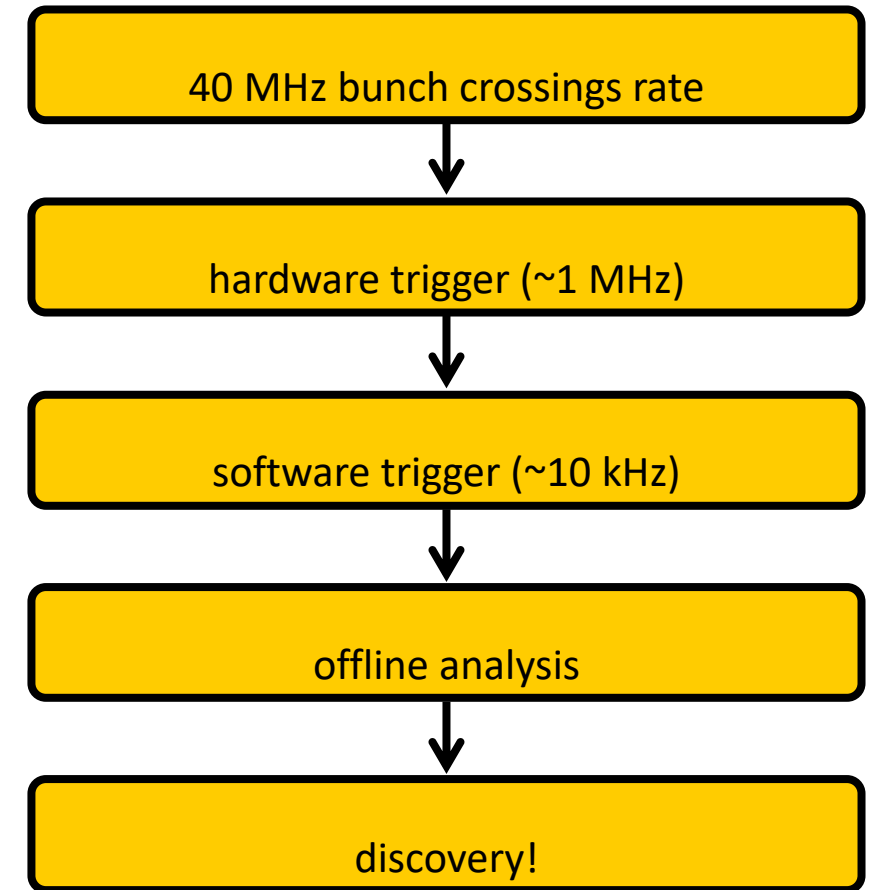 40 MHz bunch crossings rate
hardware trigger (~1 MHz)
software trigger (~10 kHz)
offline analysis
discovery!